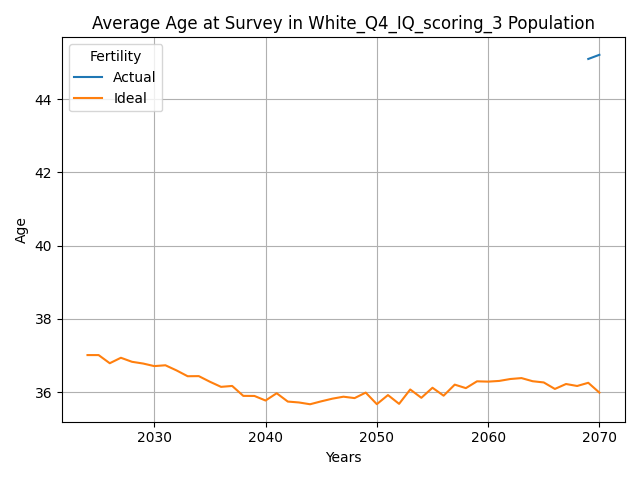 Average Age at Survey in White_Q4_IQ_scoring_3 Population
Fertility
Actual
Ideal
44
42
40
38
36
Age
2030
2040
2050
2060
2070
Years